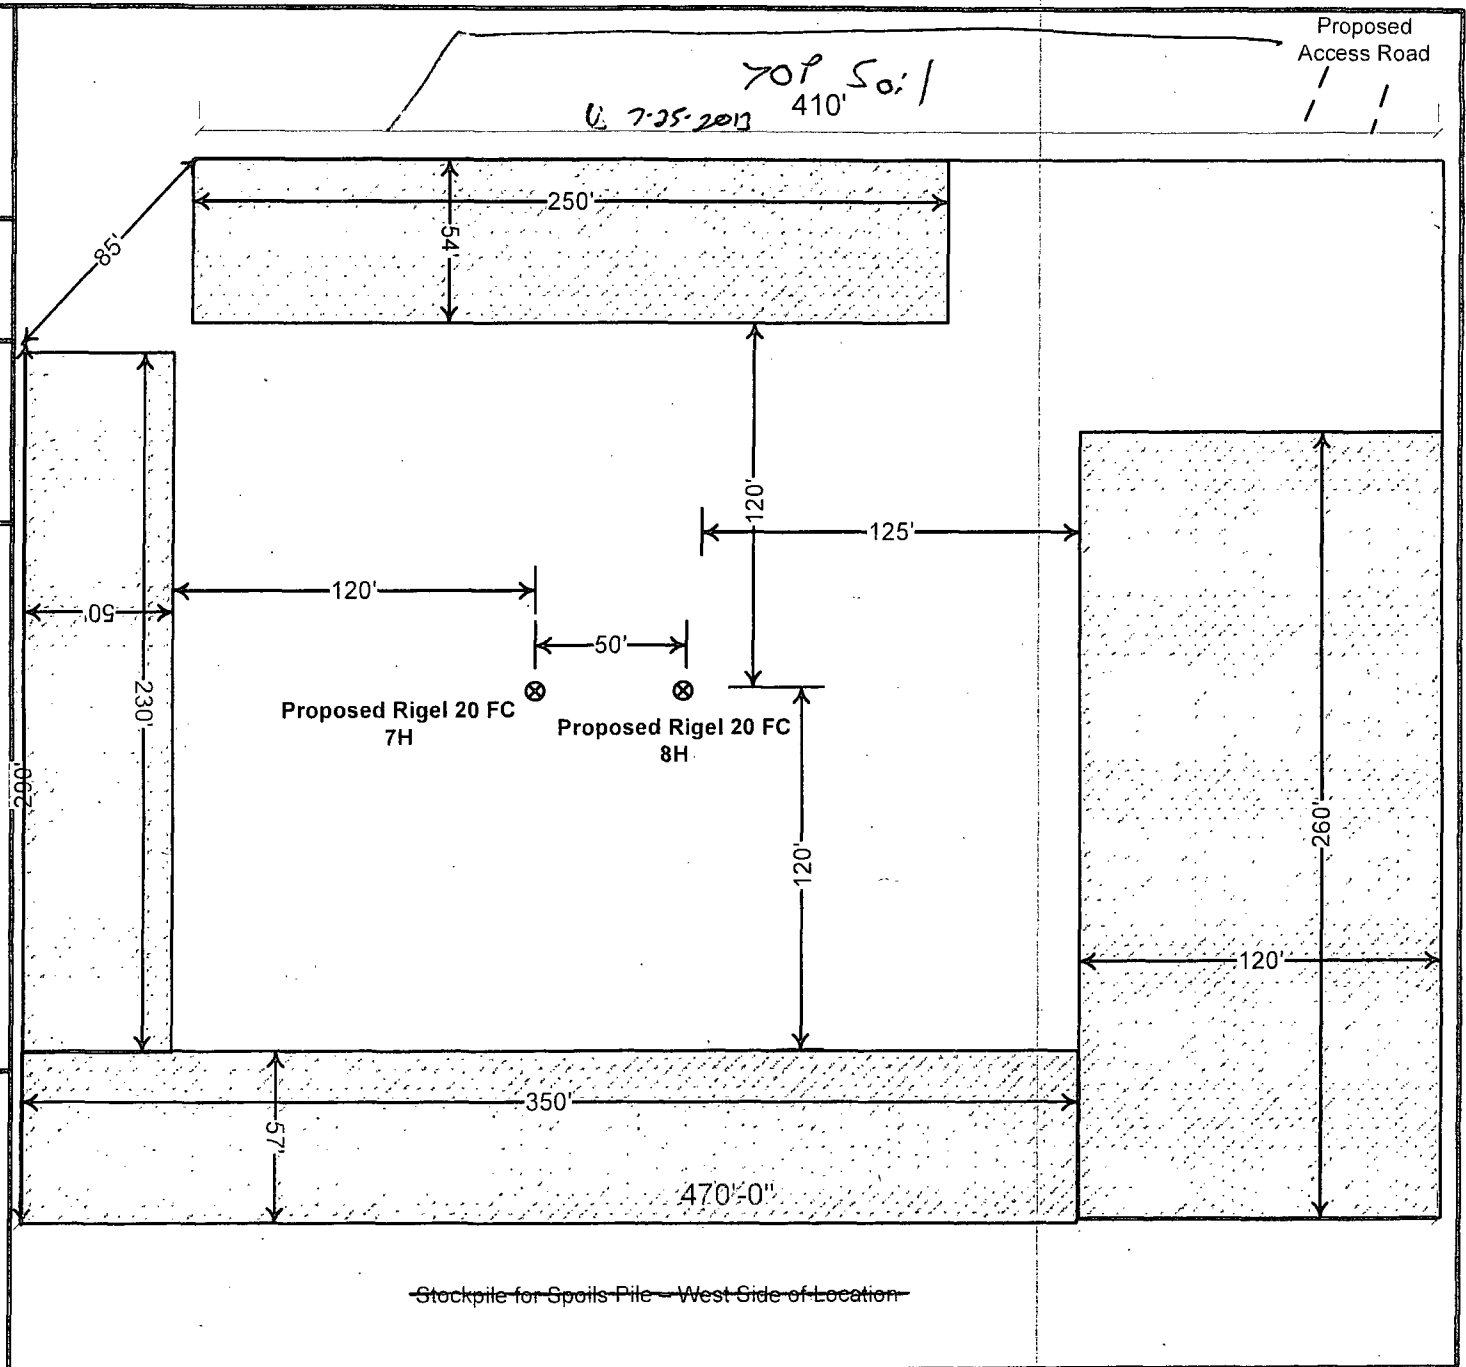 Proposed
Access Road
TOP Soil
410'
7-25-2013
250'
54'
85'
120'
125'
120'
50'
50'
230'
Proposed Rigel 20 FC
7H
Proposed Rigel 20 FC
8H
200'
120'
260'
120'
350'
57'
470'-0"
Stockpile for Spoils Pile – West Side of Location